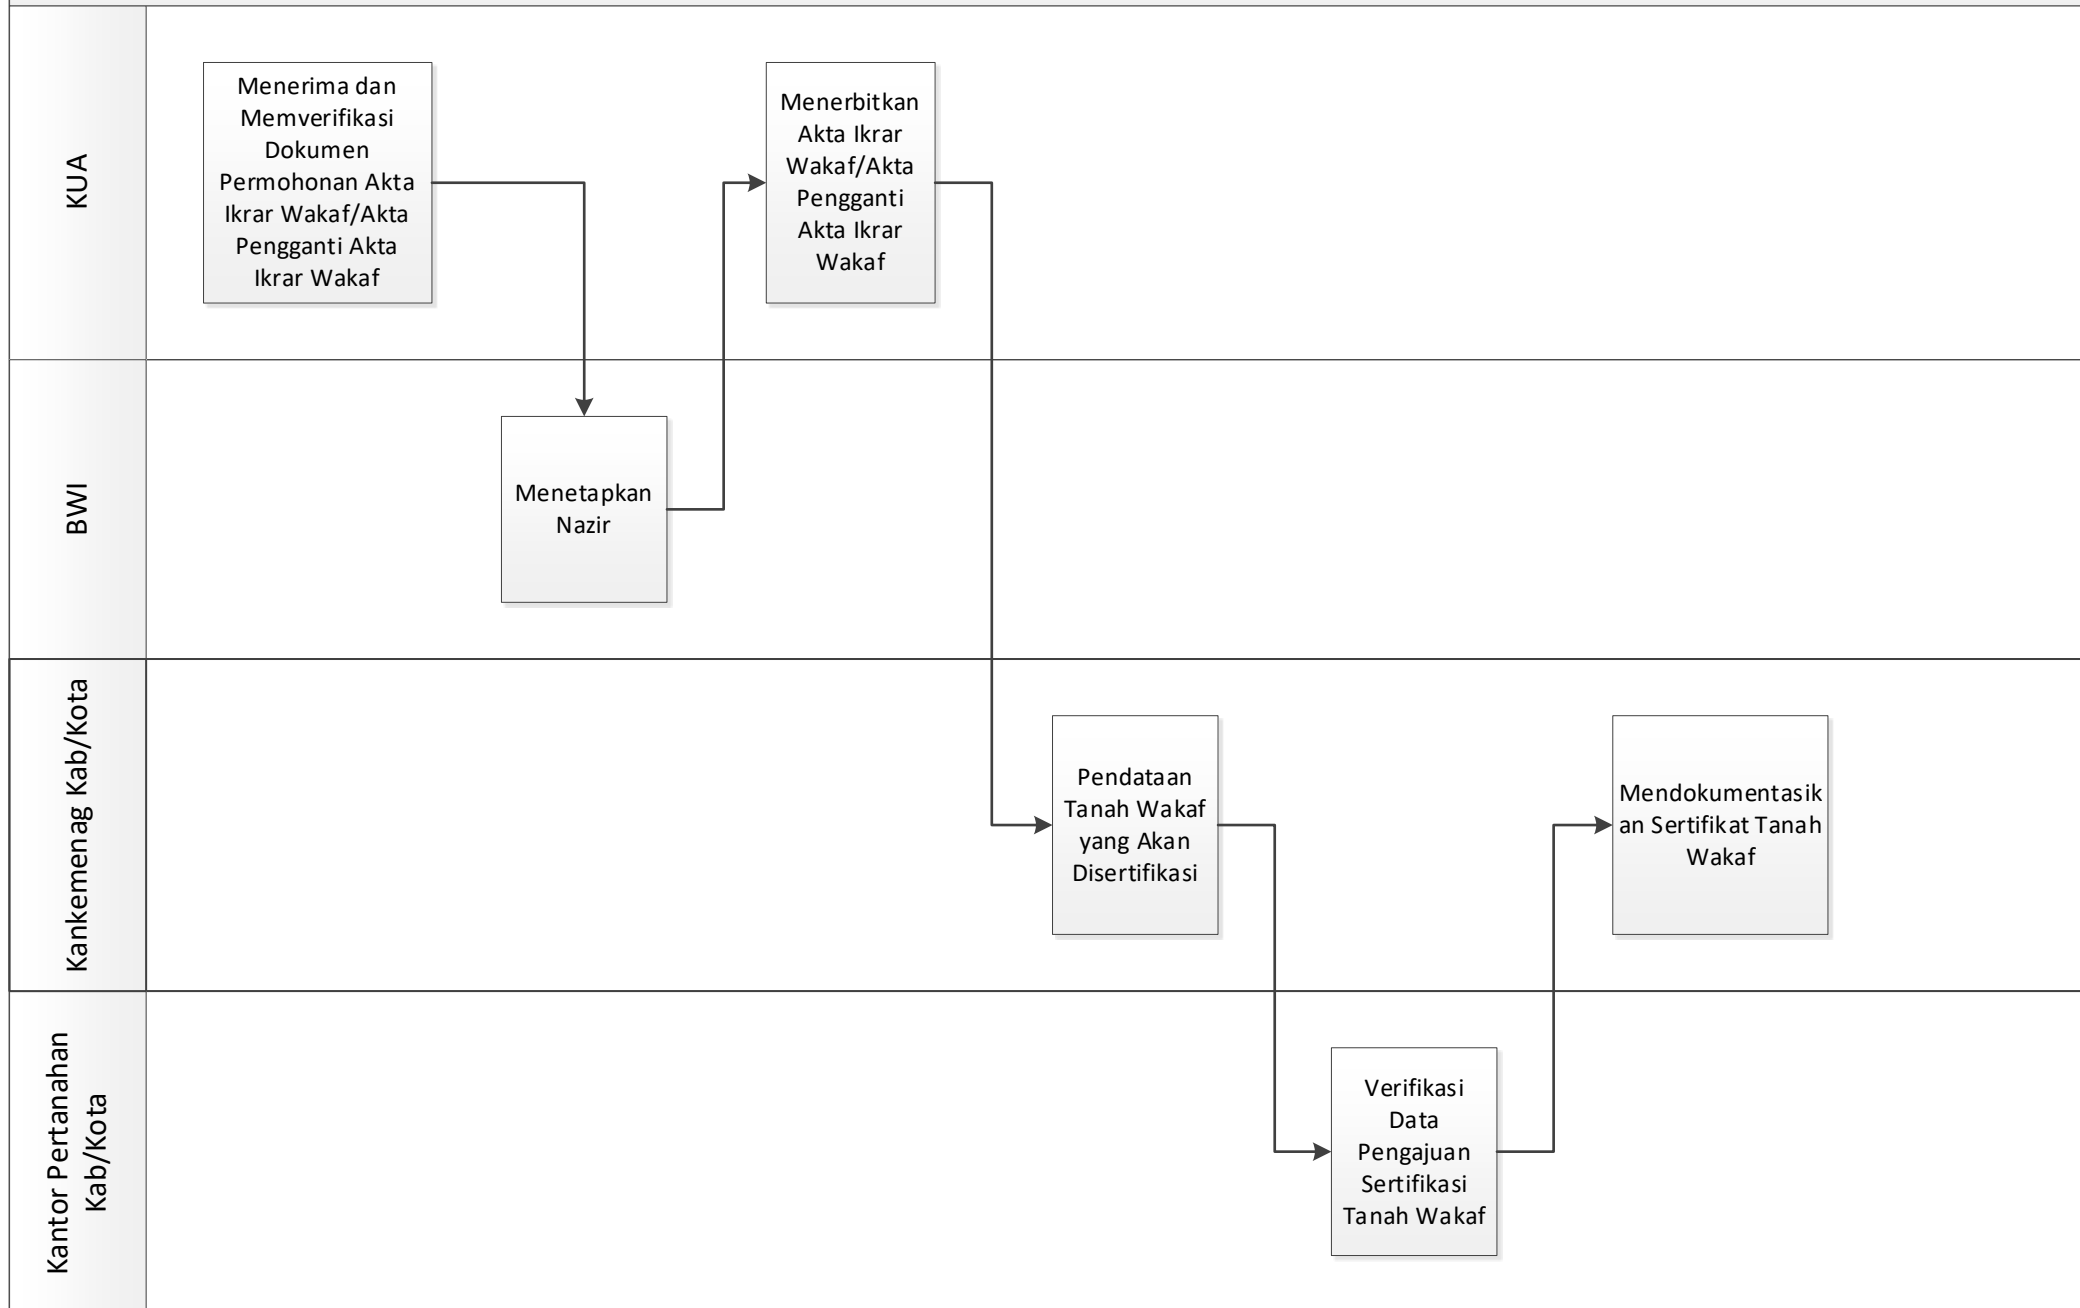 KUA
Menerima dan
Memverifikasi
Dokumen
Permohonan Akta
Ikrar Wakaf/Akta
Pengganti Akta
Ikrar Wakaf
Menerbitkan
Akta Ikrar
Wakaf/Akta
Pengganti
Akta Ikrar
Wakaf
BWI
Menetapkan
Nazir
Kankemenag Kab/Kota
Pendataan
Tanah Wakaf
yang Akan
Disertifikasi
Mendokumentasik
an Sertifikat Tanah
Wakaf
Kantor Pertanahan
Kab/Kota
Verifikasi
Data
Pengajuan
Sertifikasi
Tanah Wakaf